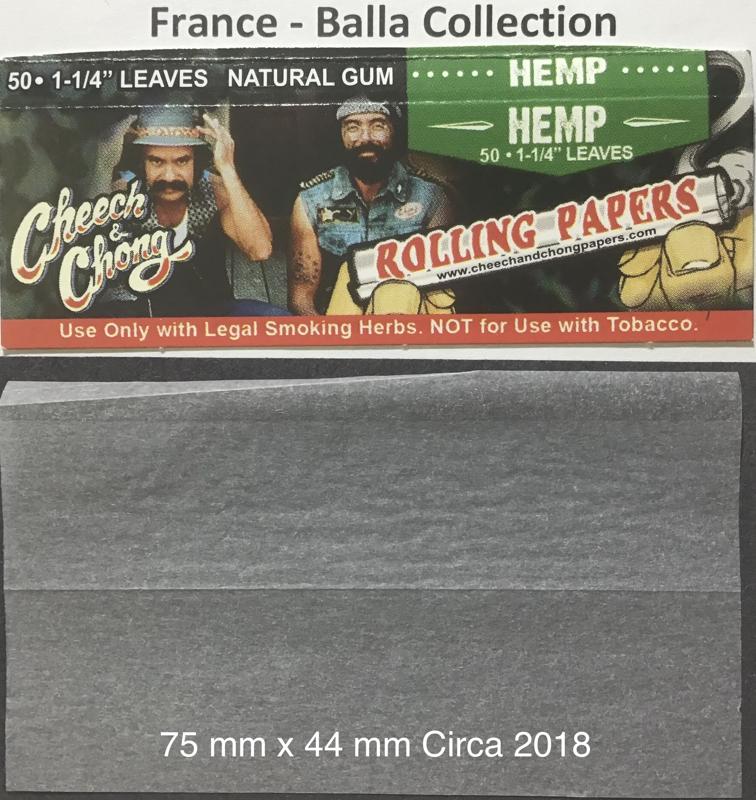 France - Balla Collection
50 • 1-1/4" LEAVES NATURAL GUM
HEMP
HEMP
50 • 1-1/4" LEAVES
Cheech
&
Chong
ROLLING PAPERS
www.cheechandchongpapers.com
Use Only with Legal Smoking Herbs. NOT for Use with Tobacco.
75 mm x 44 mm Circa 2018